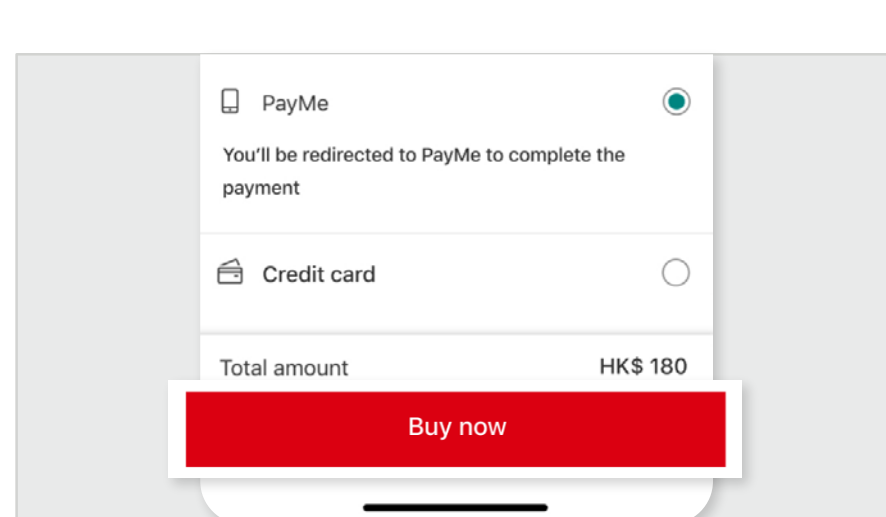 PayMe
You'll be redirected to PayMe to complete the
payment
Credit card
Total amount HK$ 180
Buy now